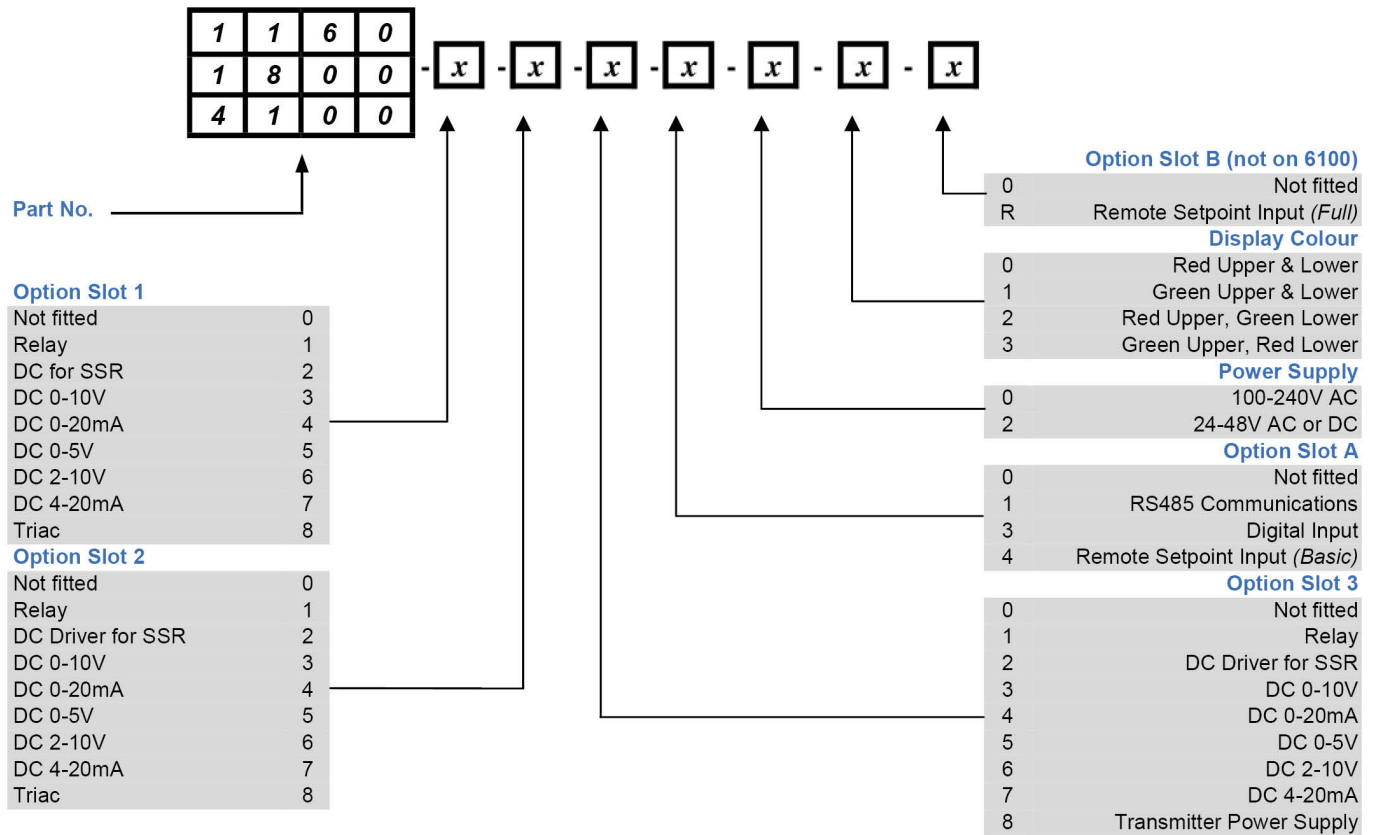 1 1 6 0
1 8 0 0
4 1 0 0
- x - x - x - x - x - x - x
Part No.
Option Slot 1
Not fitted 0
Relay 1
DC for SSR 2
DC 0-10V 3
DC 0-20mA 4
DC 0-5V 5
DC 2-10V 6
DC 4-20mA 7
Triac 8
Option Slot 2
Not fitted 0
Relay 1
DC Driver for SSR 2
DC 0-10V 3
DC 0-20mA 4
DC 0-5V 5
DC 2-10V 6
DC 4-20mA 7
Triac 8
Option Slot B (not on 6100)
0 Not fitted
R Remote Setpoint Input (Full)
Display Colour
0 Red Upper & Lower
1 Green Upper & Lower
2 Red Upper, Green Lower
3 Green Upper, Red Lower
Power Supply
0 100-240V AC
2 24-48V AC or DC
Option Slot A
0 Not fitted
1 RS485 Communications
3 Digital Input
4 Remote Setpoint Input (Basic)
Option Slot 3
0 Not fitted
1 Relay
2 DC Driver for SSR
3 DC 0-10V
4 DC 0-20mA
5 DC 0-5V
6 DC 2-10V
7 DC 4-20mA
8 Transmitter Power Supply